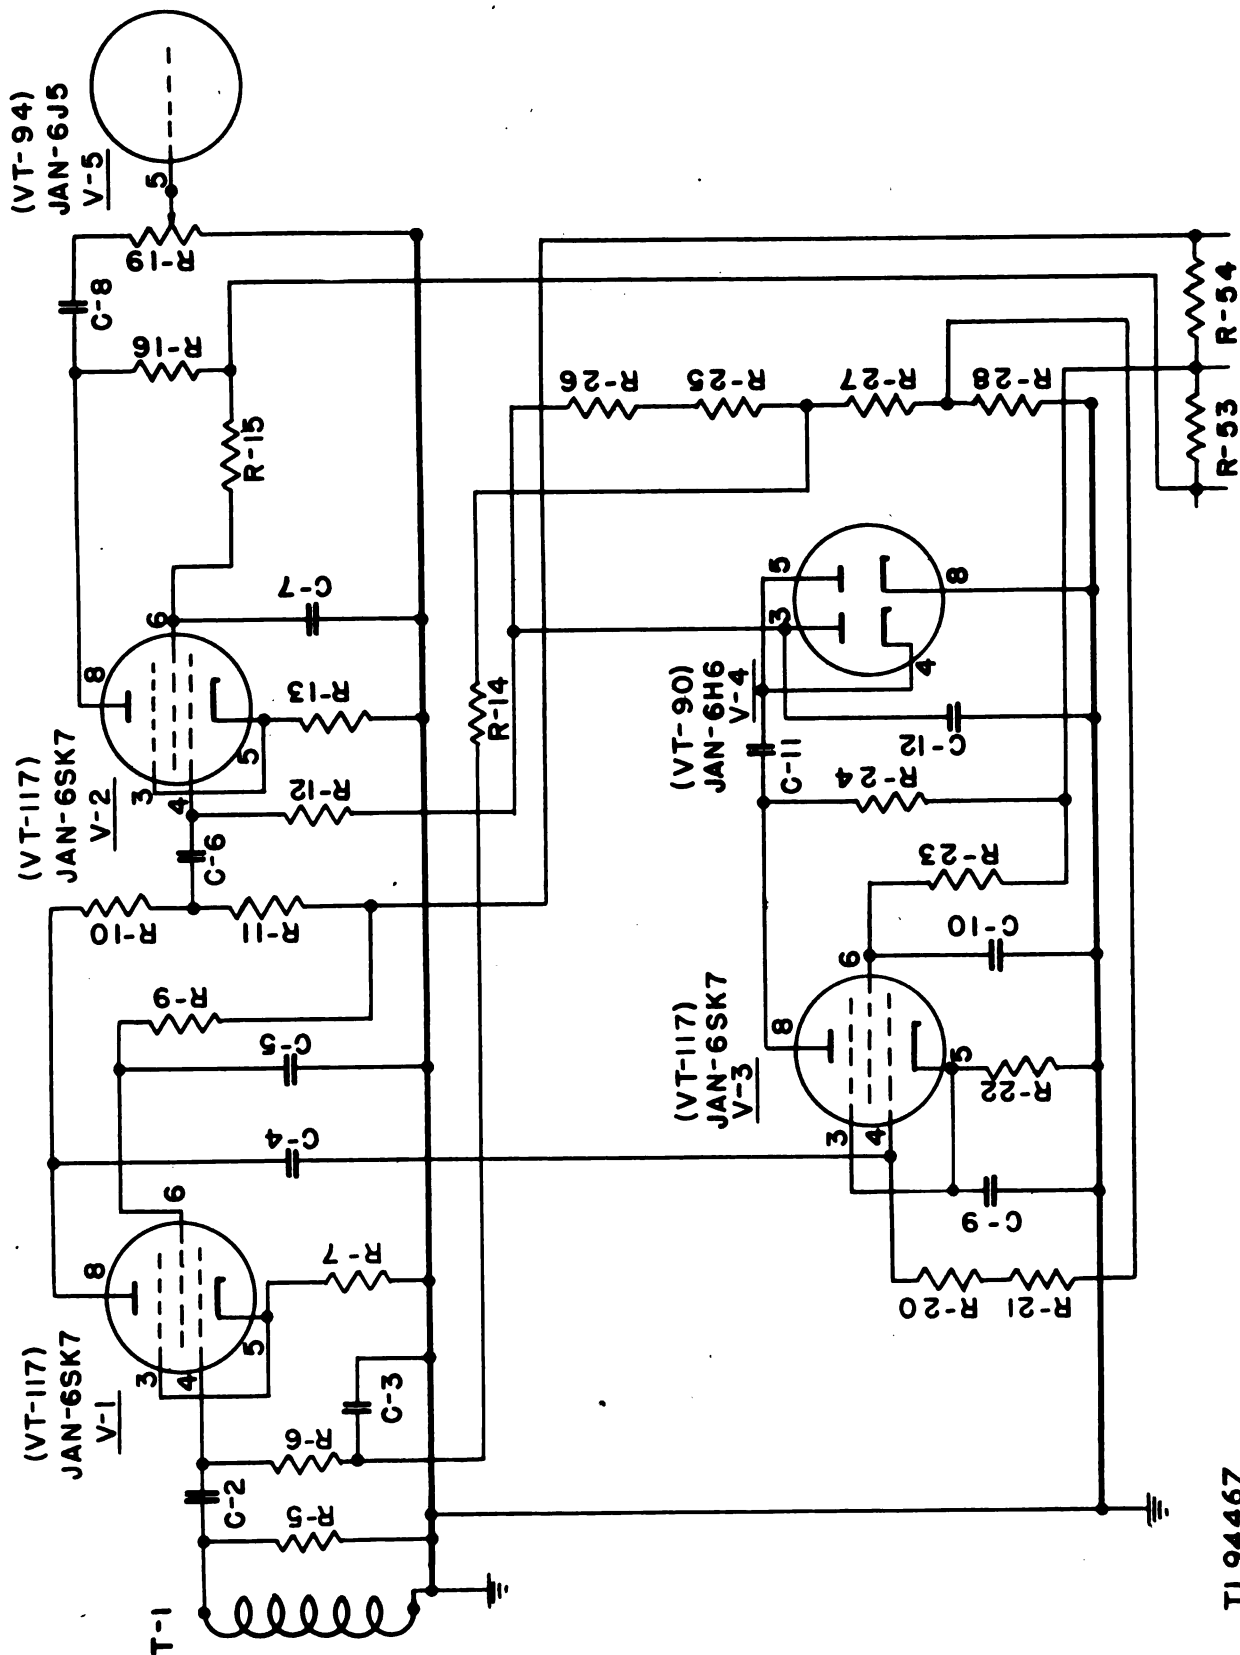 (VT-117)
JAN-6SK7
V-1
(VT-117)
JAN-6SK7
V-2
(VT-94)
JAN-6J5
V-5
T-1
C-2
R-5
R-6
C-3
3
4
5
8
6
R-7
C-4
C-5
R-9
R-10
R-11
C-6
R-12
3
4
5
8
6
R-13
C-7
R-15
R-16
C-8
R-19
5
R-14
(VT-117)
JAN-6SK7
V-3
(VT-90)
JAN-6H6
V-4
R-20
R-21
C-9
3
4
5
8
6
R-22
C-10
R-23
R-24
C-11
C-12
3
5
4
8
R-26
R-25
R-27
R-28
R-53
R-54
TL94467